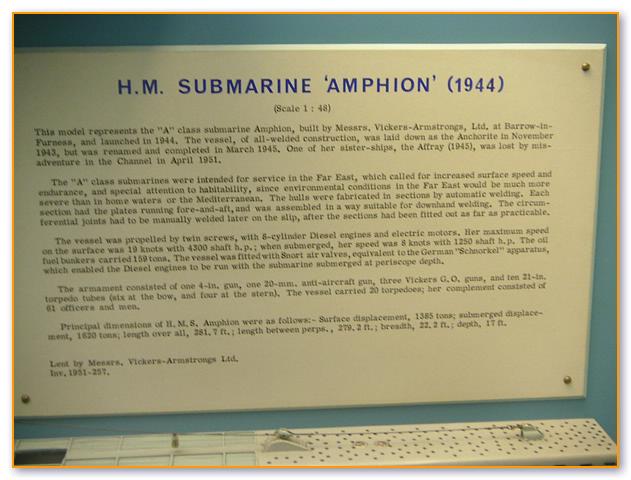 H.M. SUBMARINE 'AMPHION' (1944)
(Scale 1 : 48)
This model represents the "A" class submarine Amphion, built by Messrs. Vickers-Armstrongs, Ltd, at Barrow-in-
Furness, and launched in 1944. The vessel, of all-welded construction, was laid down as the Anchorite in November
1943, but was renamed and completed in March 1945. One of her sister-ships, the Affray (1945), was lost by mis-
adventure in the Channel in April 1951.
The "A" class submarines were intended for service in the Far East, which called for increased surface speed and
endurance, and special attention to habitability, since environmental conditions in the Far East would be much more
severe than in home waters or the Mediterranean. The hulls were fabricated in sections by automatic welding. Each
section had the plates running fore-and-aft, and was assembled in a way suitable for downhand welding. The circum-
ferential joints had to be manually welded later on the slip, after the sections had been fitted out as far as practicable.
The vessel was propelled by twin screws, with 8-cylinder Diesel engines and electric motors. Her maximum speed
on the surface was 19 knots with 4300 shaft h.p.; when submerged, her speed was 8 knots with 1250 shaft h.p. The oil
fuel bunkers carried 159 tons. The vessel was fitted with Snort air valves, equivalent to the German "Schnorkel" apparatus,
which enabled the Diesel engines to be run with the submarine submerged at periscope depth.
The armament consisted of one 4-in. gun, one 20-mm. anti-aircraft gun, three Vickers G.O. guns, and ten 21-in.
torpedo tubes (six at the bow, and four at the stern). The vessel carried 20 torpedoes; her complement consisted of
61 officers and men.
Principal dimensions of H.M.S. Amphion were as follows:- Surface displacement, 1385 tons; submerged displace-
ment, 1620 tons; length over all, 281.7 ft.; length between perps., 279.2 ft.; breadth, 22.2 ft.; depth, 17 ft.
Lent by Messrs. Vickers-Armstrongs Ltd.
Inv. 1951-257.